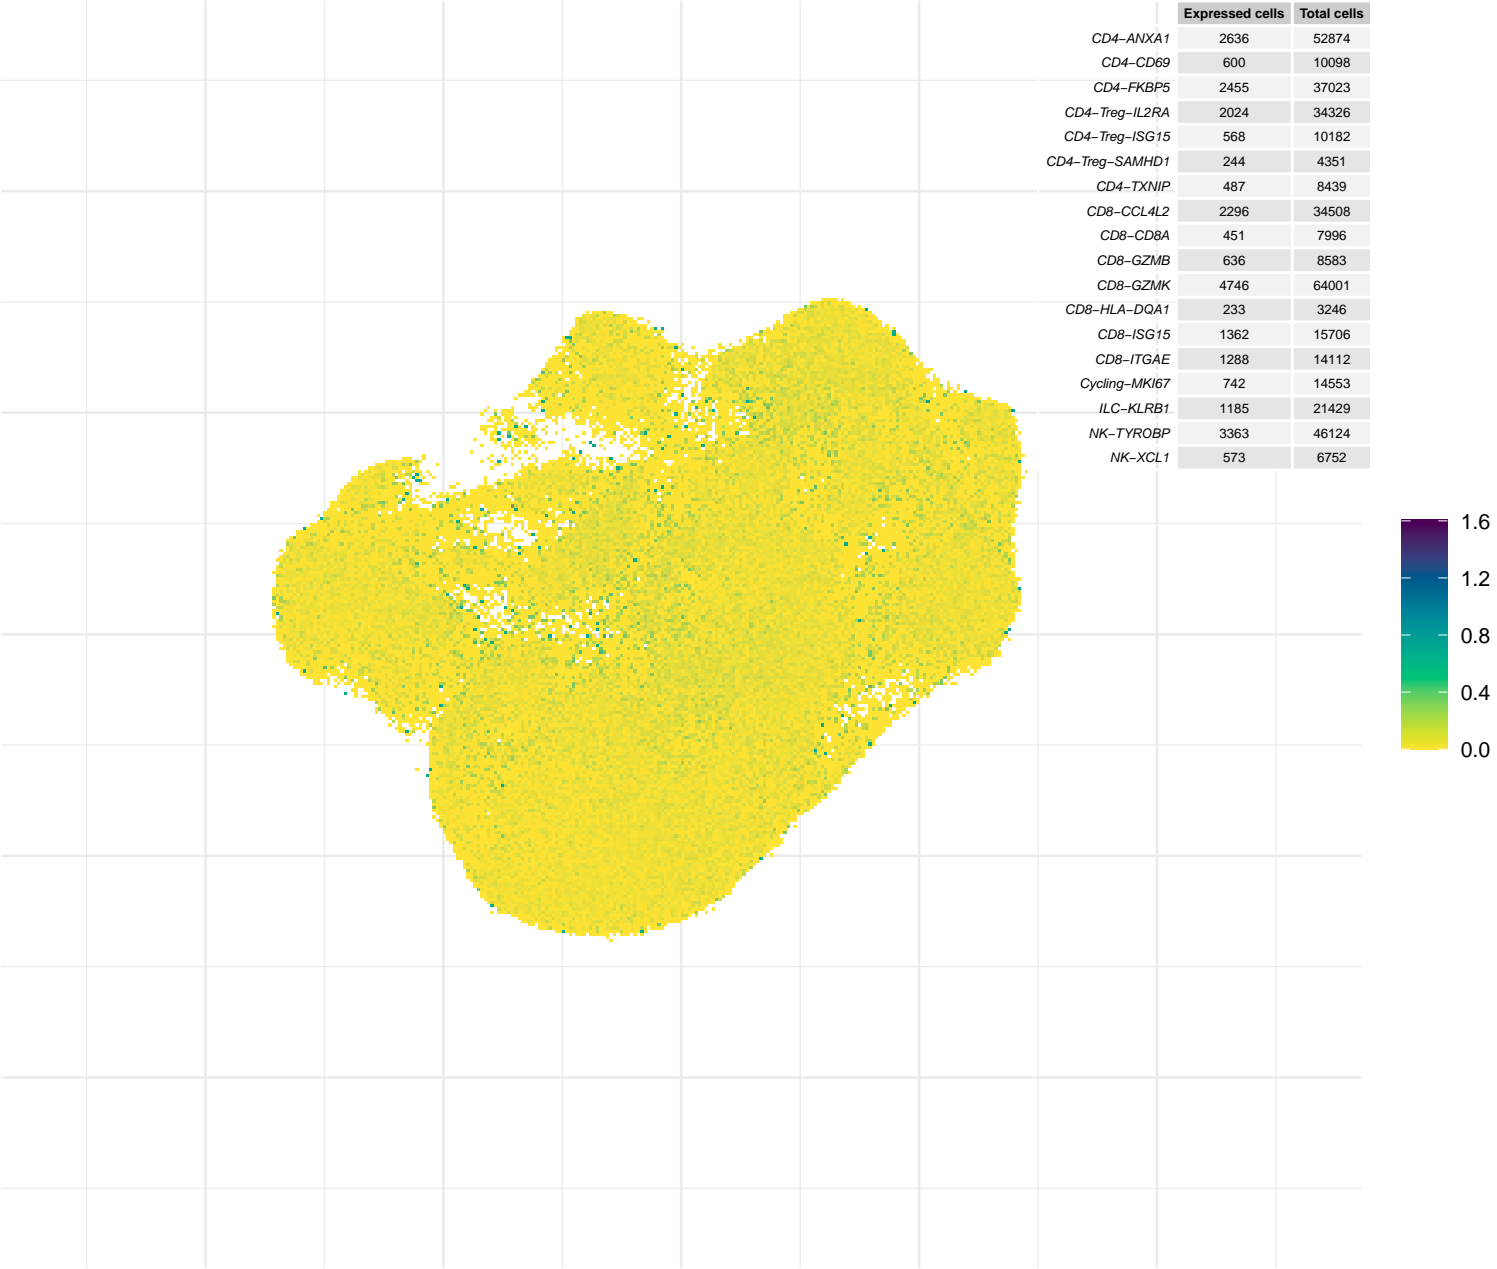 Expressed cells Total cells
CD4−ANXA1 2636 52874
CD4−CD69 600 10098
CD4−FKBP5 2455 37023
CD4−Treg−IL2RA 2024 34326
CD4−Treg−ISG15 568 10182
CD4−Treg−SAMHD1 244 4351
CD4−TXNIP 487 8439
CD8−CCL4L2 2296 34508
CD8−CD8A 451 7996
CD8−GZMB 636 8583
CD8−GZMK 4746 64001
CD8−HLA−DQA1 233 3246
CD8−ISG15 1362 15706
CD8−ITGAE 1288 14112
Cycling−MKI67 742 14553
ILC−KLRB1 1185 21429
NK−TYROBP 3363 46124
NK−XCL1 573 6752
1.6
1.2
0.8
0.4
0.0